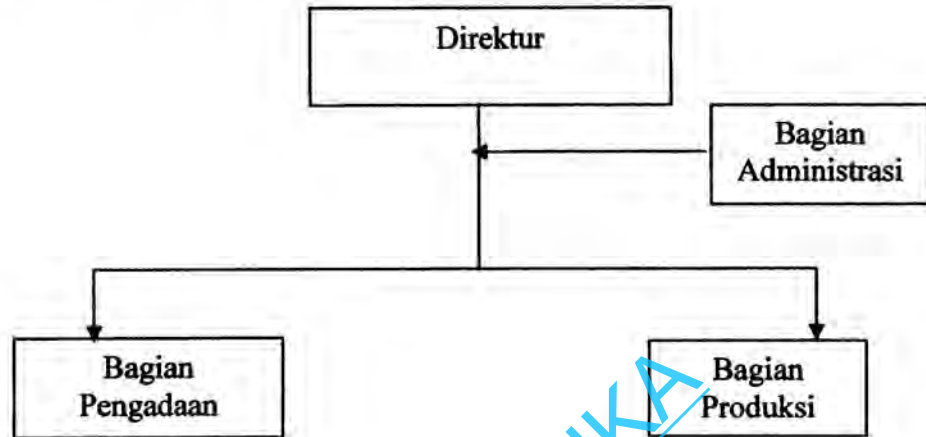 Direktur
Bagian
Administrasi
Bagian
Pengadaan
Bagian
Produksi